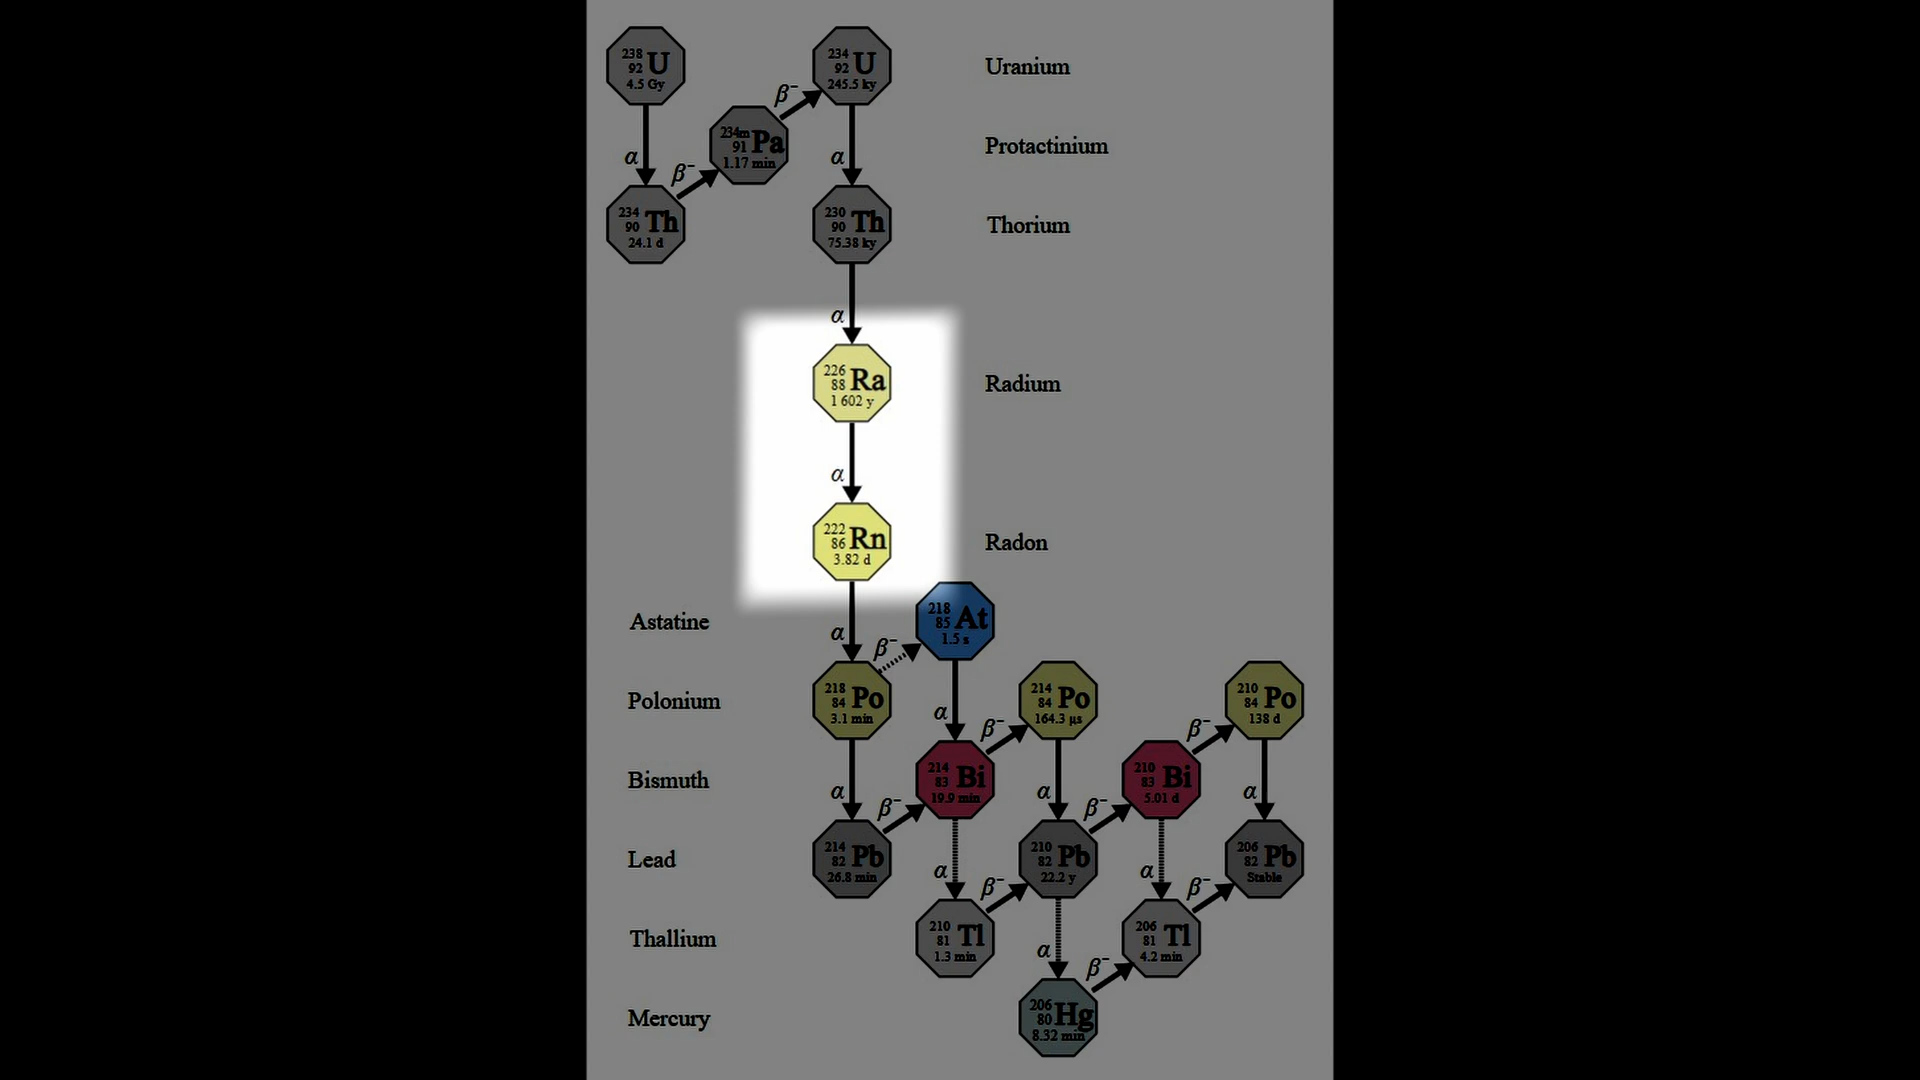 238
92 U
4.5 Gy
234
92 U
245.5 ky
Uranium
β⁻
234m
91 Pa
1.17 min
Protactinium
α
β⁻
α
234
90 Th
24.1 d
230
90 Th
75.38 ky
Thorium
α
226
88 Ra
1 602 y
Radium
α
222
86 Rn
3.82 d
Radon
Astatine
218
85 At
1.5 s
α
β⁻
Polonium
218
84 Po
3.1 min
214
84 Po
164.3 µs
210
84 Po
138 d
α
β⁻
β⁻
Bismuth
214
83 Bi
19.9 min
210
83 Bi
5.01 d
α
β⁻
α
β⁻
α
Lead
214
82 Pb
26.8 min
210
82 Pb
22.2 y
206
82 Pb
Stable
α
β⁻
α
β⁻
Thallium
210
81 Tl
1.3 min
206
81 Tl
4.2 min
α
β⁻
Mercury
206
80 Hg
8.32 min